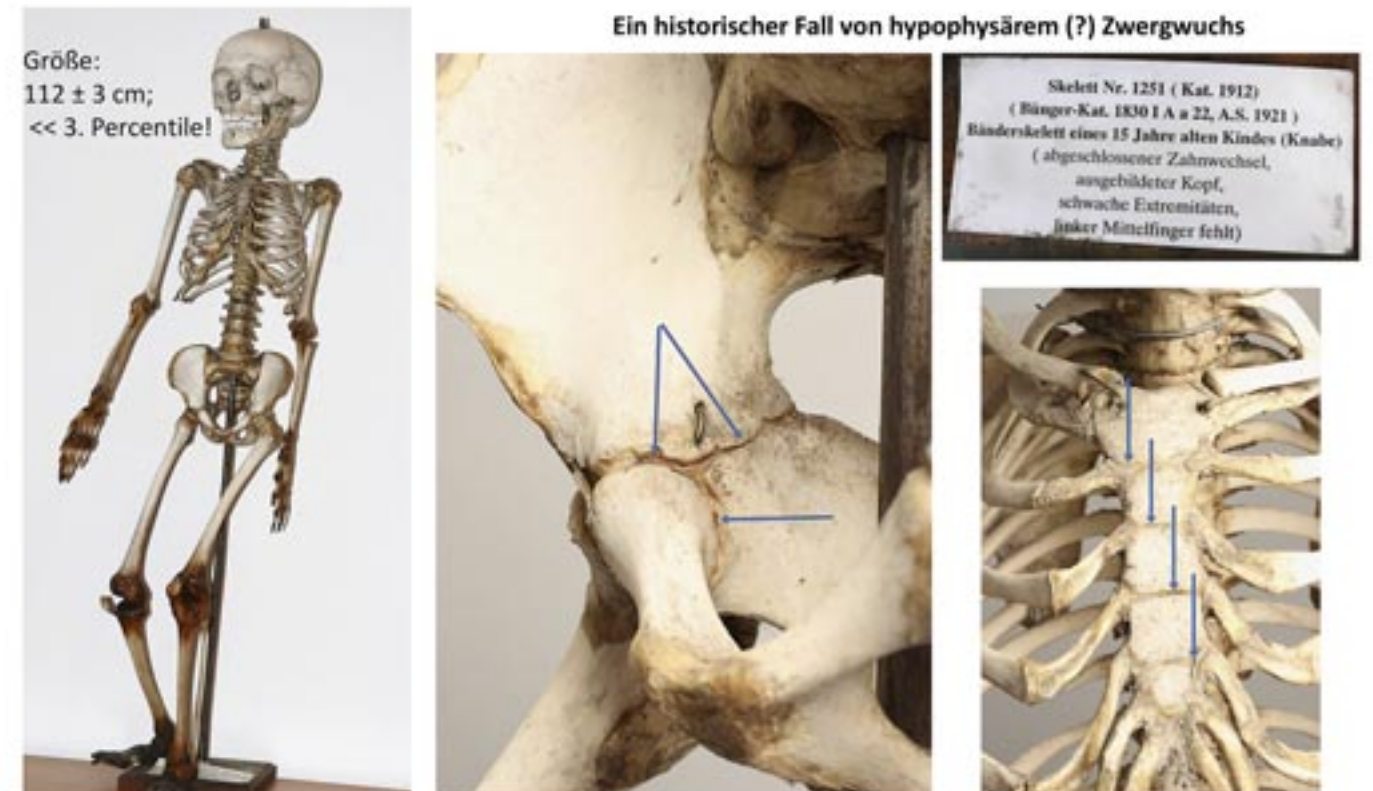 Ein historischer Fall von hypophysärem (?) Zwergwuchs
Größe:
112 ± 3 cm;
<< 3. Percentile!
Skelett Nr. 1251 ( Kat. 1912)
( Bünger-Kat. 1830 I A a 22, A.S. 1921 )
Bänderskelett eines 15 Jahre alten Kindes (Knabe)
( abgeschlossener Zahnwechsel,
ausgebildeter Kopf,
schwache Extremitäten,
linker Mittelfinger fehlt)